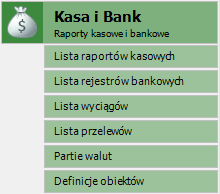 Kasa i Bank
Raporty kasowe i bankowe
Lista raportów kasowych
Lista rejestrów bankowych
Lista wyciągów
Lista przelewów
Partie walut
Definicje obiektów